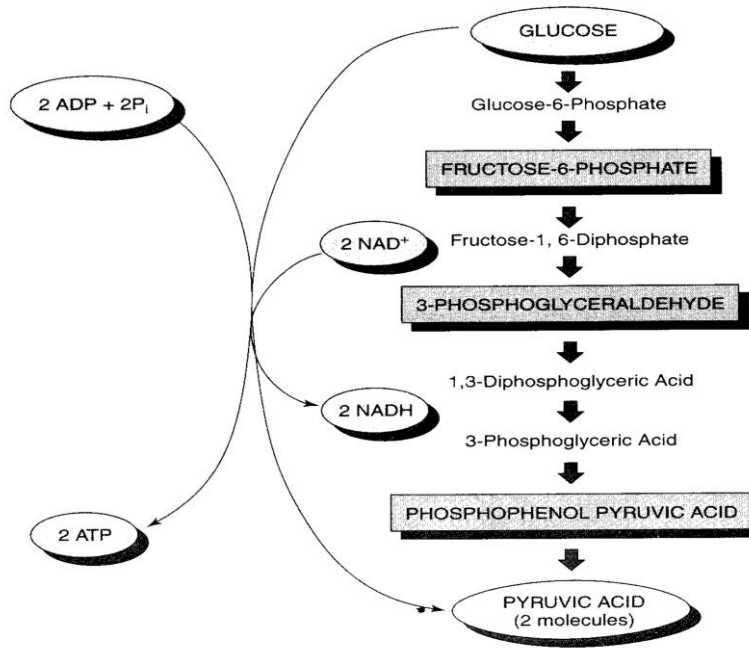 GLUCOSE
2 ADP + 2Pi
Glucose-6-Phosphate
FRUCTOSE-6-PHOSPHATE
2 NAD+
Fructose-1, 6-Diphosphate
3-PHOSPHOGLYCERALDEHYDE
1,3-Diphosphoglyceric Acid
2 NADH
3-Phosphoglyceric Acid
PHOSPHOPHENOL PYRUVIC ACID
2 ATP
PYRUVIC ACID
(2 molecules)